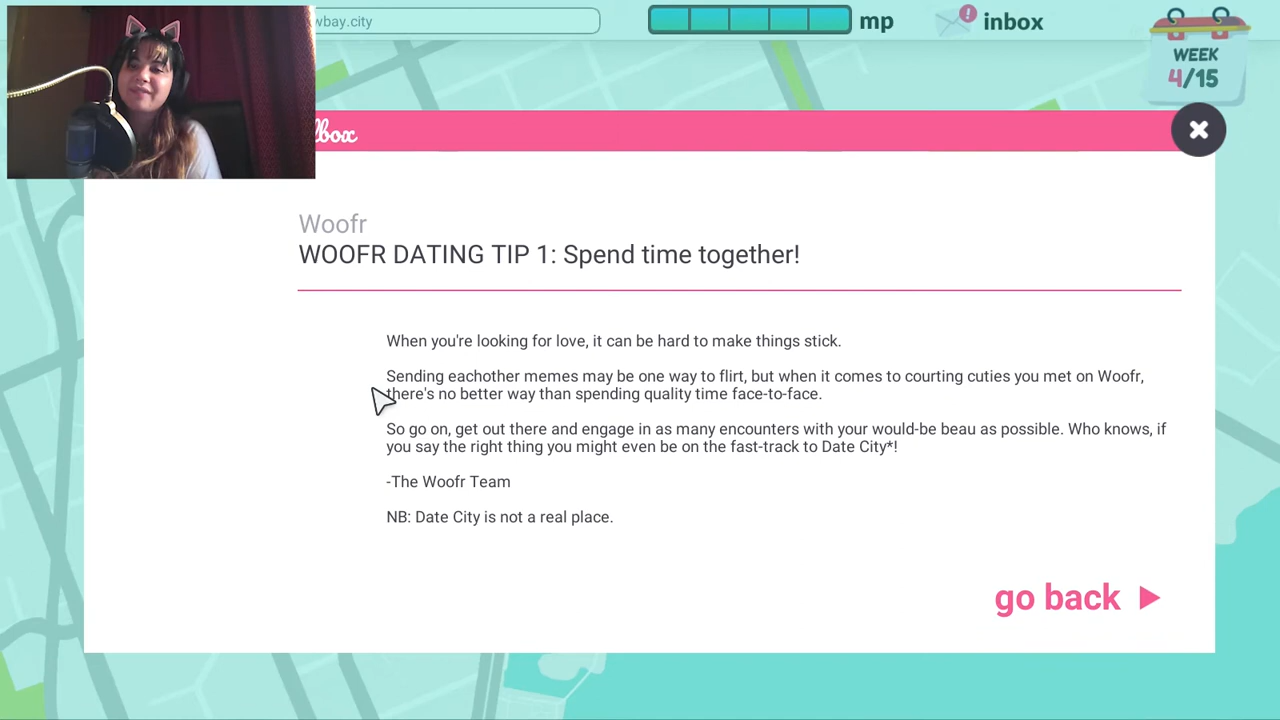 wbay.city
mp
inbox
WEEK
4/15
lbox
Woofr
WOOFR DATING TIP 1: Spend time together!
When you're looking for love, it can be hard to make things stick.
Sending eachother memes may be one way to flirt, but when it comes to courting cuties you met on Woofr,
there's no better way than spending quality time face-to-face.
So go on, get out there and engage in as many encounters with your would-be beau as possible. Who knows, if
you say the right thing you might even be on the fast-track to Date City*!
-The Woofr Team
NB: Date City is not a real place.
go back